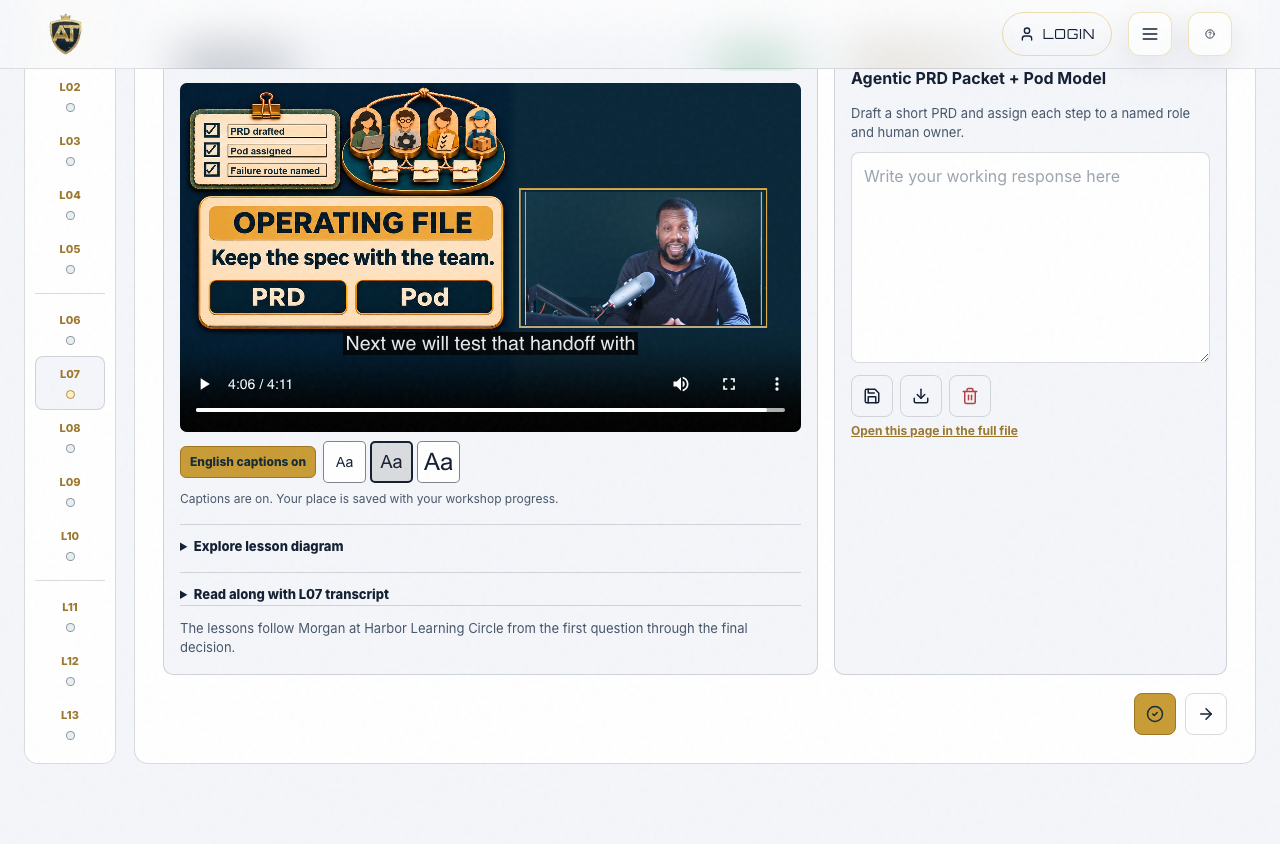 AT
LOGIN
L02
L03
L04
L05
L06
L07
L08
L09
L10
L11
L12
L13
PRD drafted
Pod assigned
Failure route named
OPERATING FILE
Keep the spec with the team.
PRD
Pod
Next we will test that handoff with
4:06 / 4:11
English captions on
Aa
Aa
Aa
Captions are on. Your place is saved with your workshop progress.
Explore lesson diagram
Read along with L07 transcript
The lessons follow Morgan at Harbor Learning Circle from the first question through the final
decision.
Agentic PRD Packet + Pod Model
Draft a short PRD and assign each step to a named role
and human owner.
Write your working response here
Open this page in the full file